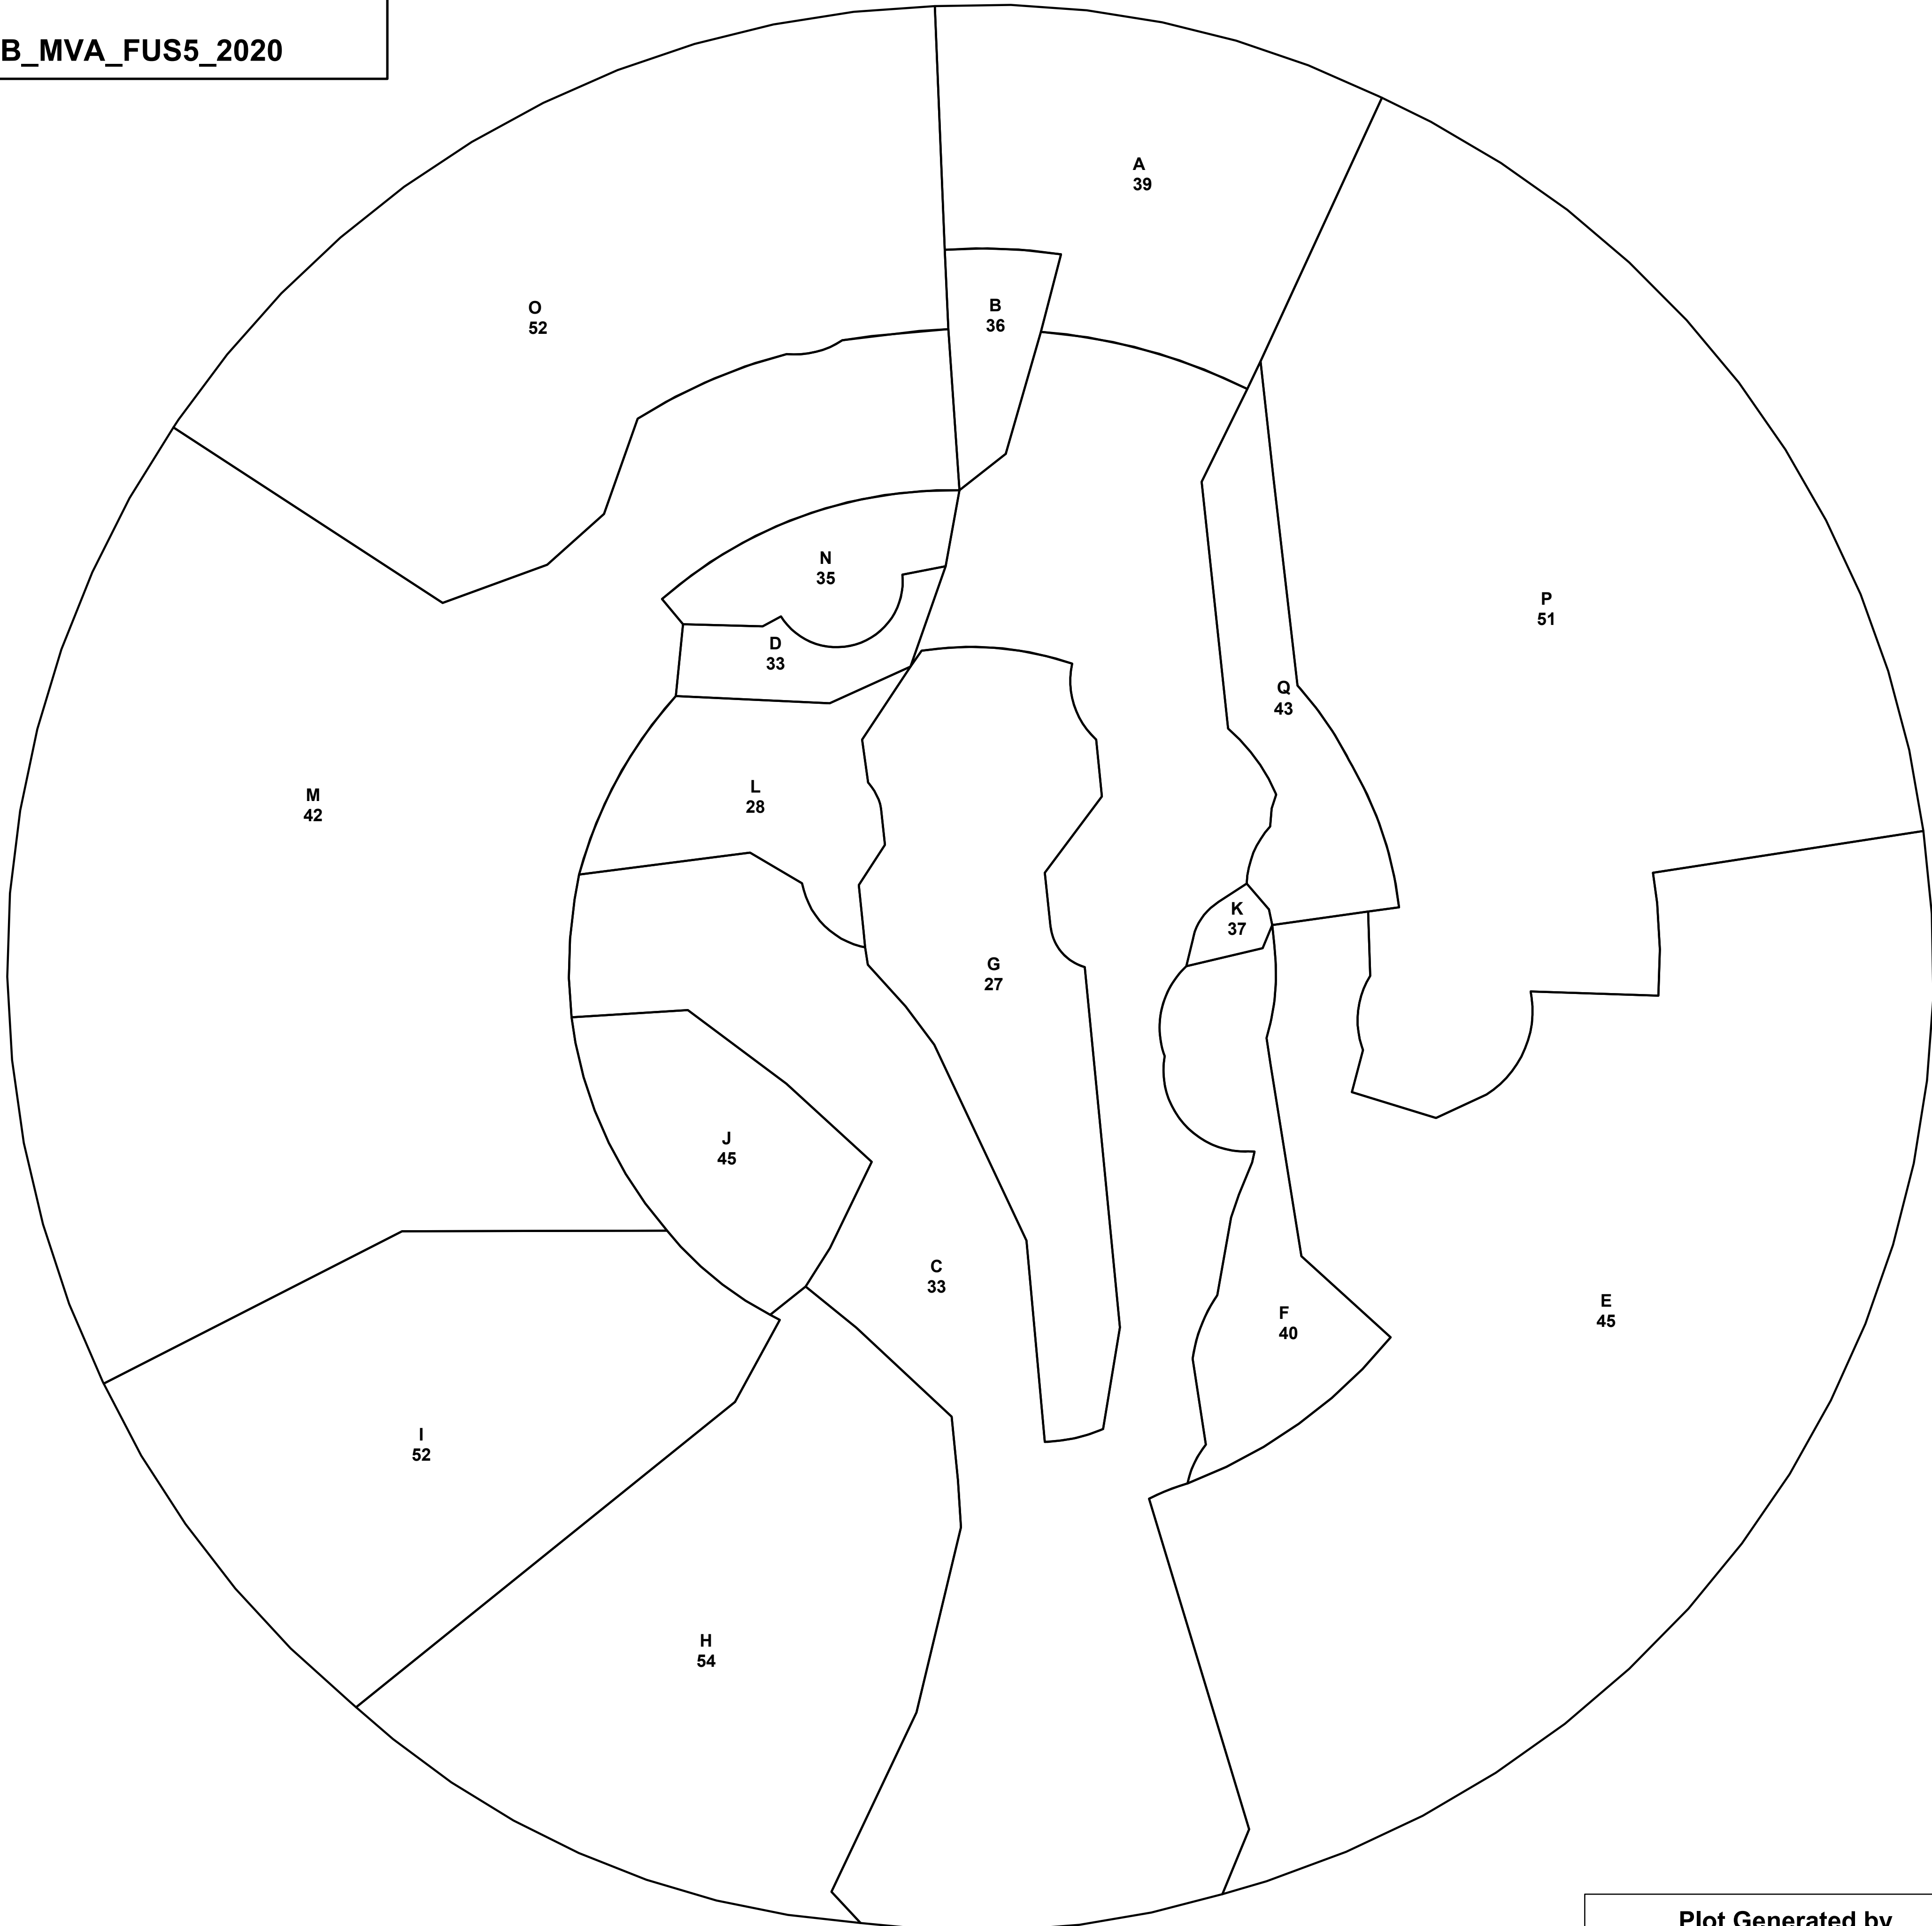 B_MVA_FUS5_2020
A
39
B
36
O
52
N
35
P
51
D
33
Q
43
M
42
L
28
K
37
G
27
J
45
C
33
E
45
F
40
I
52
H
54
Plot Generated by